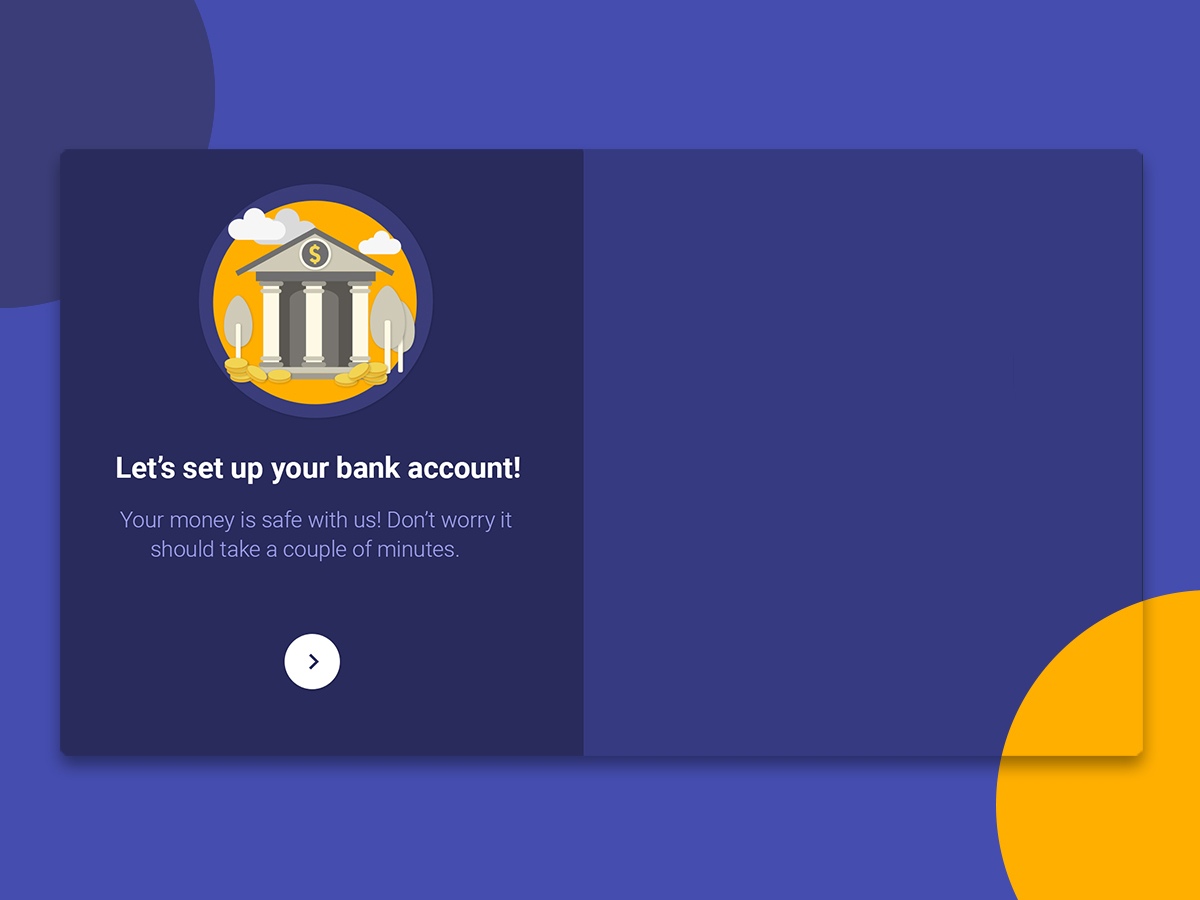 $
Let’s set up your bank account!
Your money is safe with us! Don’t worry it
should take a couple of minutes.